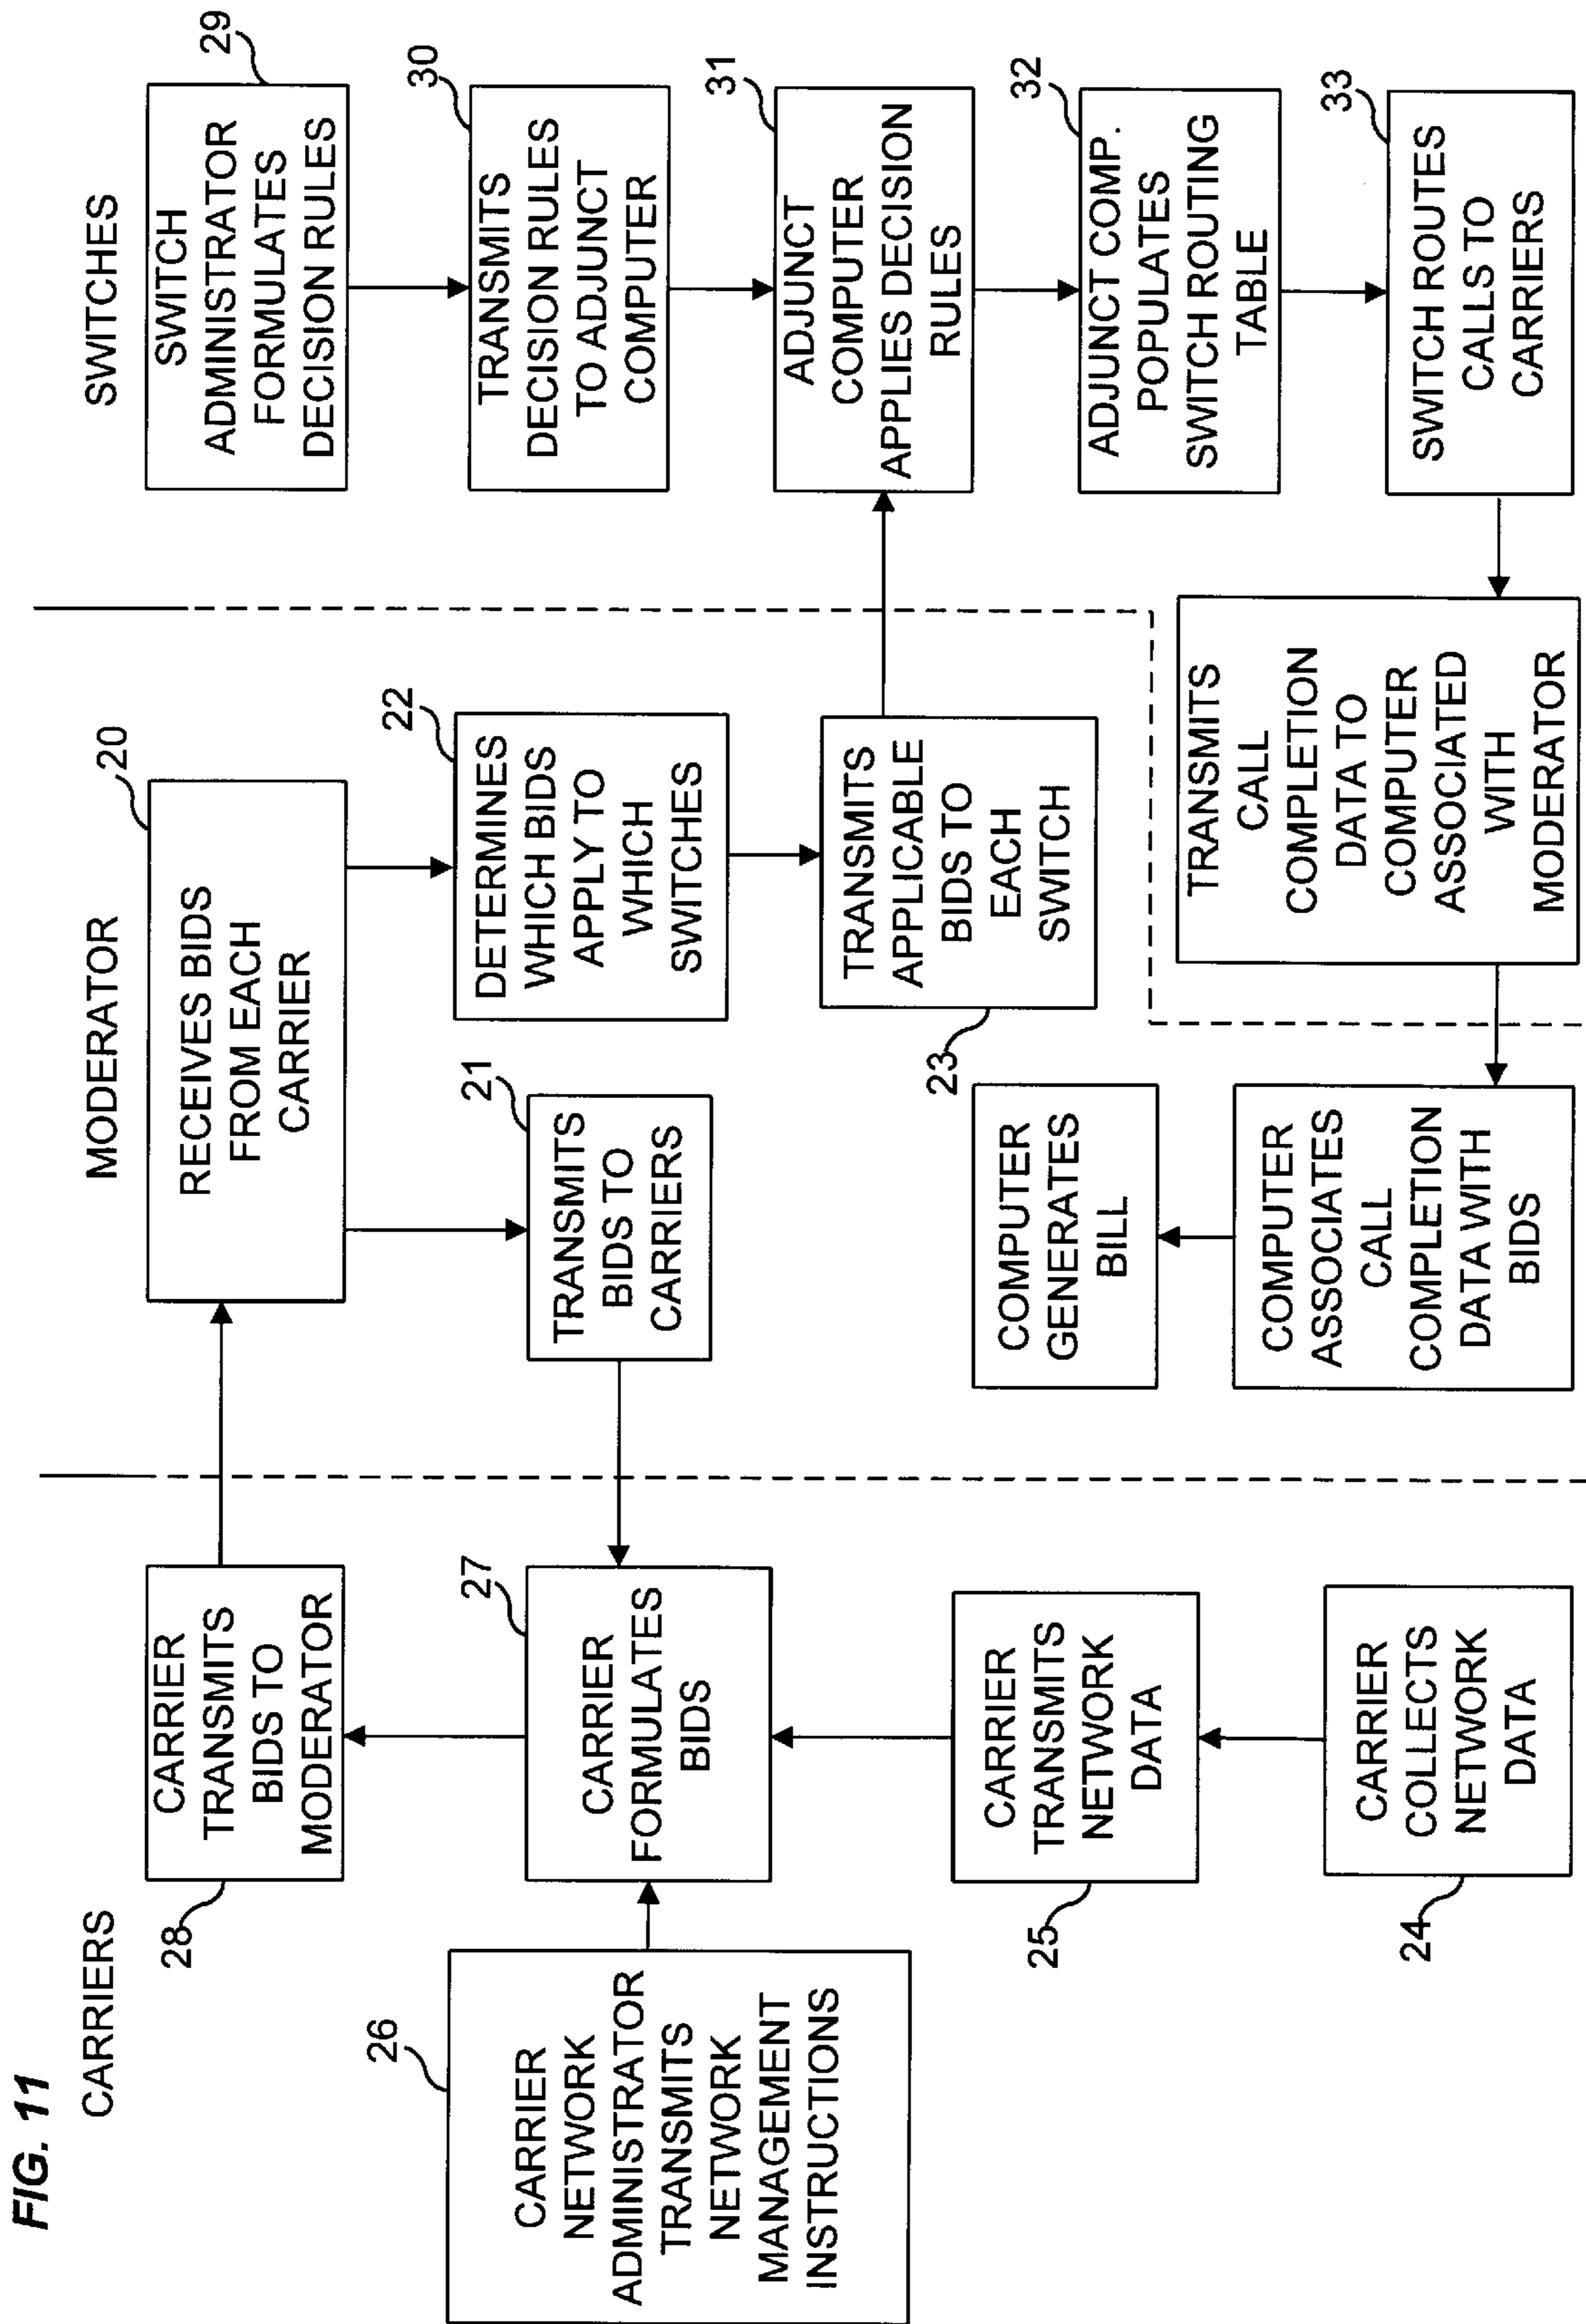 FIG. 11
CARRIERS
MODERATOR
SWITCHES
28
CARRIER
TRANSMITS
BIDS TO
MODERATOR
26
CARRIER
NETWORK
ADMINISTRATOR
TRANSMITS
NETWORK
MANAGEMENT
INSTRUCTIONS
27
CARRIER
FORMULATES
BIDS
25
CARRIER
TRANSMITS
NETWORK
DATA
24
CARRIER
COLLECTS
NETWORK
DATA
20
RECEIVES BIDS
FROM EACH
CARRIER
21
TRANSMITS
BIDS TO
CARRIERS
22
DETERMINES
WHICH BIDS
APPLY TO
WHICH
SWITCHES
23
TRANSMITS
APPLICABLE
BIDS TO
EACH
SWITCH
COMPUTER
GENERATES
BILL
COMPUTER
ASSOCIATES
CALL
COMPLETION
DATA WITH
BIDS
29
SWITCH
ADMINISTRATOR
FORMULATES
DECISION RULES
30
TRANSMITS
DECISION RULES
TO ADJUNCT
COMPUTER
31
ADJUNCT
COMPUTER
APPLIES DECISION
RULES
32
ADJUNCT COMP.
POPULATES
SWITCH ROUTING
TABLE
33
SWITCH ROUTES
CALLS TO
CARRIERS
TRANSMITS
CALL
COMPLETION
DATA TO
COMPUTER
ASSOCIATED
WITH
MODERATOR